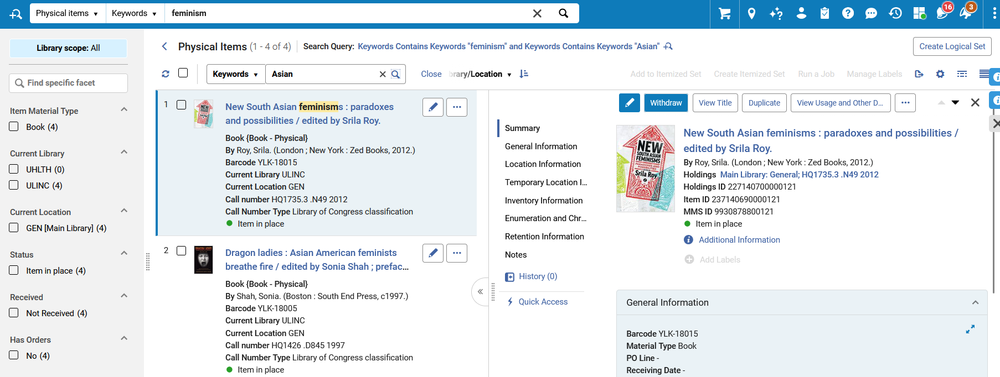 Physical items
Keywords
feminism
16
3
Library scope: All
Find specific facet
Item Material Type
Book (4)
Current Library
UHLTH (0)
ULINC (4)
Current Location
GEN [Main Library] (4)
Status
Item in place (4)
Received
Not Received (4)
Has Orders
No (4)
Physical Items (1 - 4 of 4)
Search Query: Keywords Contains Keywords "feminism" and Keywords Contains Keywords "Asian"
Create Logical Set
Keywords
Asian
Close
rary/Location
Add to Itemized Set
Create Itemized Set
Run a Job
Manage Labels
1
New South Asian feminisms : paradoxes
and possibilities / edited by Srila Roy.
Book {Book - Physical}
By Roy, Srila. (London ; New York : Zed Books, 2012.)
Barcode YLK-18015
Current Library ULINC
Current Location GEN
Call number HQ1735.3 .N49 2012
Call Number Type Library of Congress classification
Item in place
2
Dragon ladies : Asian American feminists
breathe fire / edited by Sonia Shah ; prefac...
Book {Book - Physical}
By Shah, Sonia. (Boston : South End Press, c1997.)
Barcode YLK-18005
Current Library ULINC
Current Location GEN
Call number HQ1426 .D845 1997
Call Number Type Library of Congress classification
Item in place
Summary
General Information
Location Information
Temporary Location I...
Inventory Information
Enumeration and Chr...
Retention Information
Notes
History (0)
Quick Access
Withdraw
View Title
Duplicate
View Usage and Other D...
NEW
SOUTH ASIAN
FEMINISMS
PARADOXES AND
POSSIBILITIES
Srila Roy
New South Asian feminisms : paradoxes and possibilities /
edited by Srila Roy.
By Roy, Srila. (London ; New York : Zed Books, 2012.)
Holdings Main Library: General; HQ1735.3 .N49 2012
Holdings ID 227140700000121
Item ID 237140690000121
MMS ID 9930878800121
Item in place
Additional Information
Add Labels
General Information
Barcode YLK-18015
Material Type Book
PO Line -
Receiving Date -